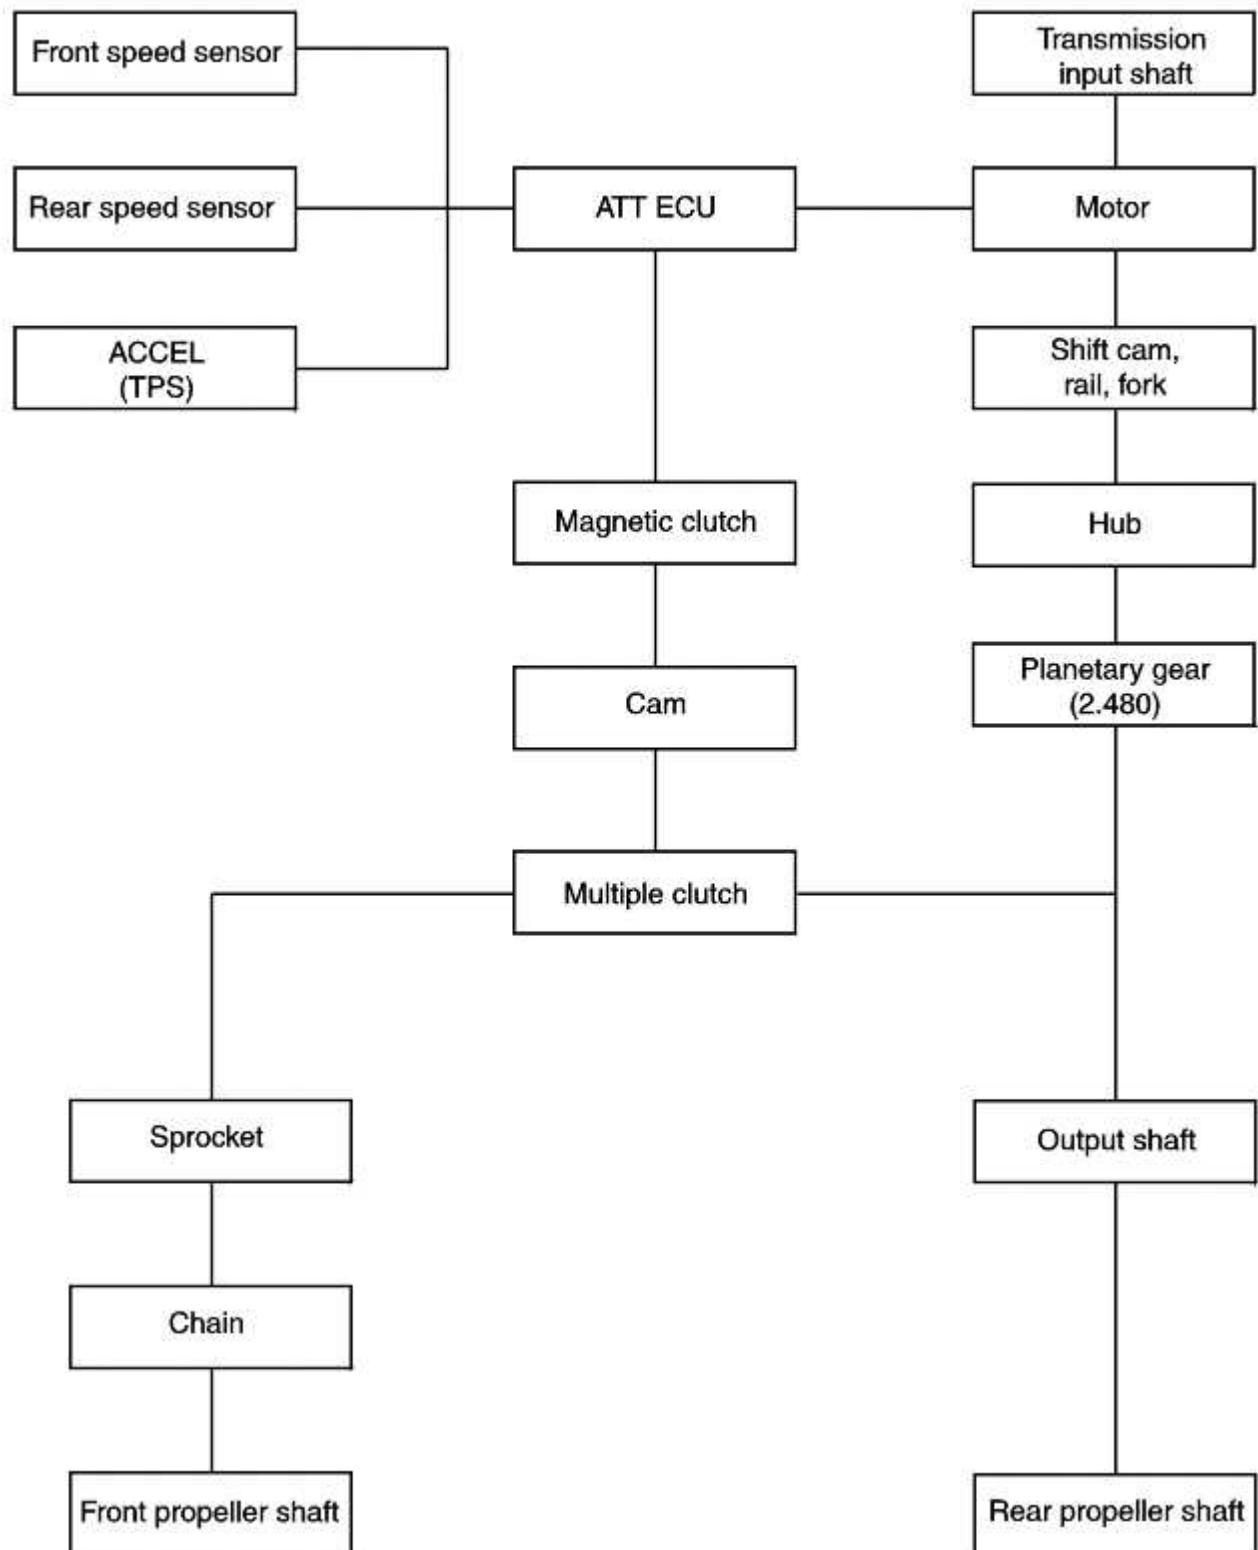 Front speed sensor
Transmission
input shaft
Rear speed sensor
ATT ECU
Motor
ACCEL
(TPS)
Shift cam,
rail, fork
Magnetic clutch
Hub
Cam
Planetary gear
(2.480)
Multiple clutch
Sprocket
Output shaft
Chain
Front propeller shaft
Rear propeller shaft